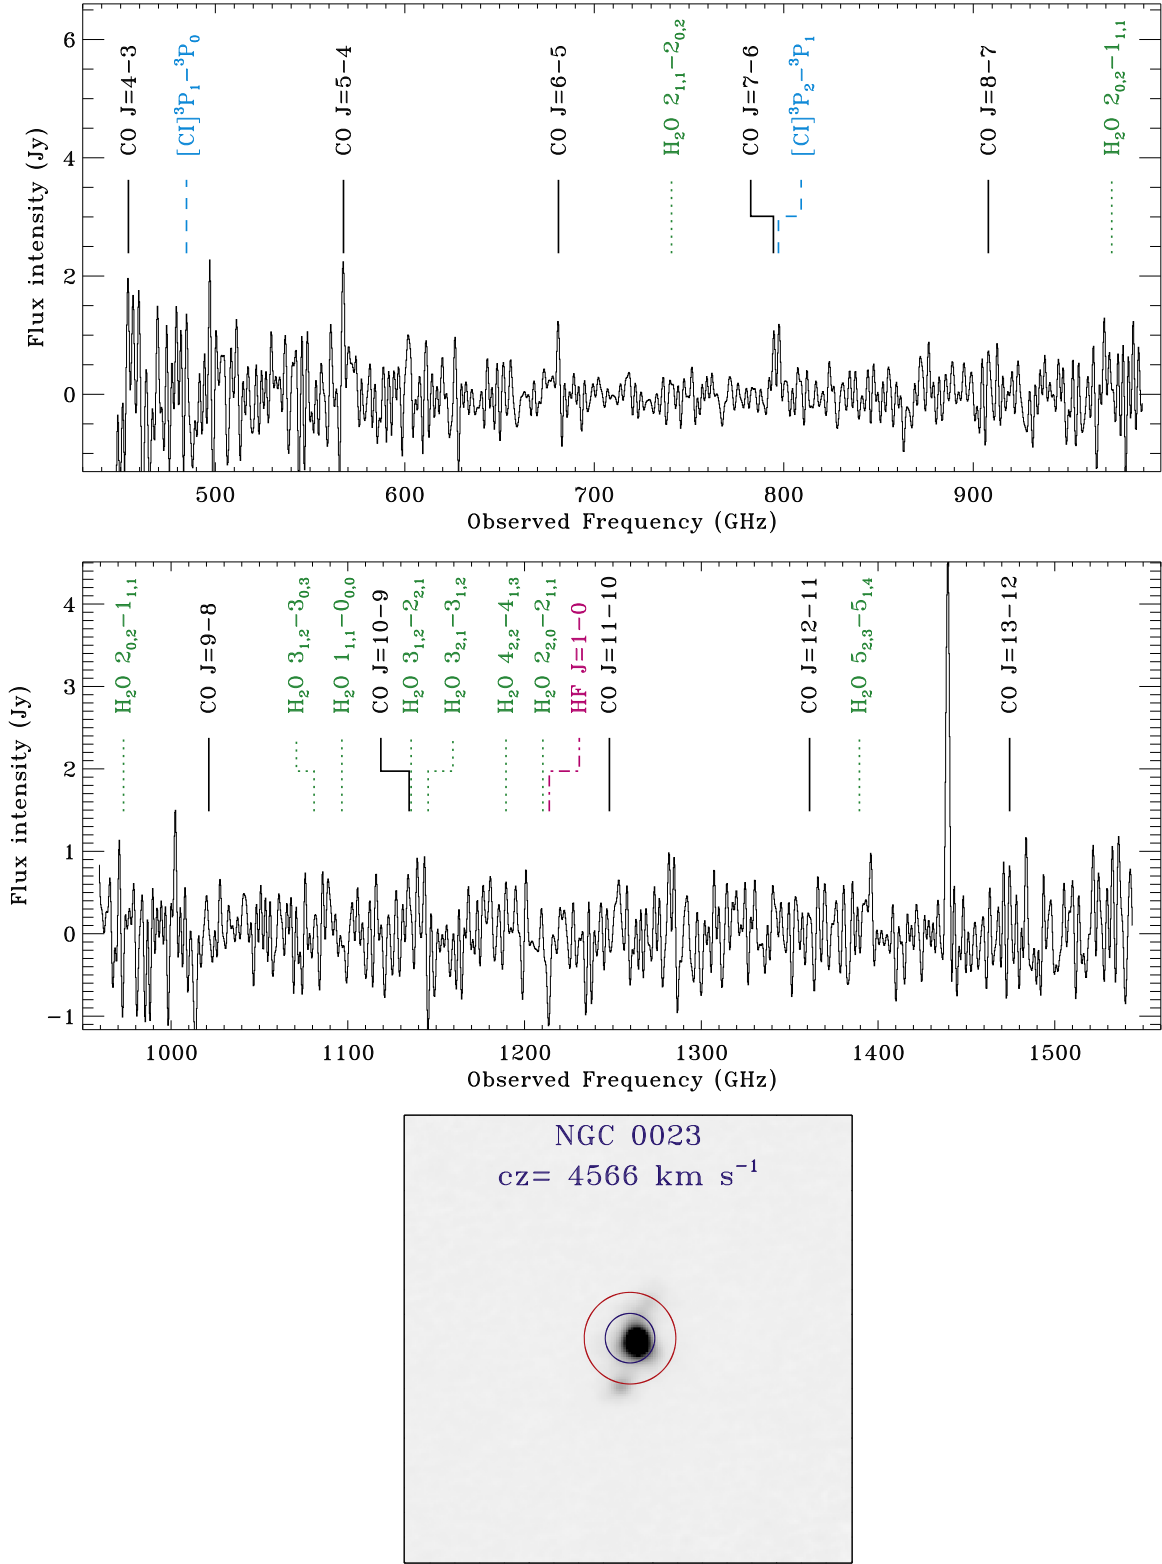 CO J=4−3
[CI]³P₁−³P₀
CO J=5−4
CO J=6−5
H₂O 2₁,₁−2₀,₂
CO J=7−6
[CI]³P₂−³P₁
CO J=8−7
H₂O 2₀,₂−1₁,₁
Flux intensity (Jy)
6
4
2
0
500
600
700
800
900
Observed Frequency (GHz)
H₂O 2₀,₂−1₁,₁
CO J=9−8
H₂O 3₁,₂−3₀,₃
H₂O 1₁,₁−0₀,₀
CO J=10−9
H₂O 3₁,₂−2₂,₁
H₂O 3₂,₁−3₁,₂
H₂O 4₂,₂−4₁,₃
H₂O 2₂,₀−2₁,₁
HF J=1−0
CO J=11−10
CO J=12−11
H₂O 5₂,₃−5₁,₄
CO J=13−12
Flux intensity (Jy)
4
3
2
1
0
−1
1000
1100
1200
1300
1400
1500
Observed Frequency (GHz)
NGC 0023
cz= 4566 km s⁻¹